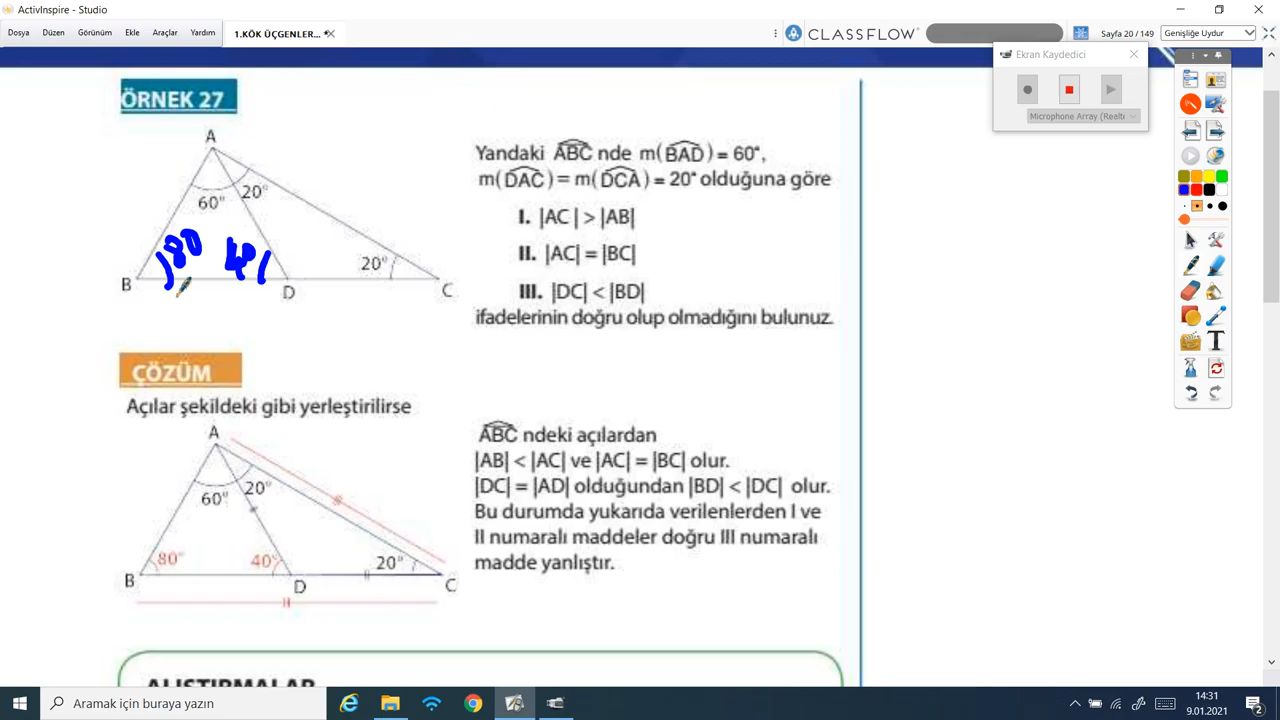 ActivInspire - Studio
Dosya Düzen Görünüm Ekle Araçlar Yardım
1.KÖK ÜÇGENLER...
CLASSFLOW
Sayfa 20 / 149
Genişliğe Uydur
Ekran Kaydedici
Microphone Array (Realt
ÖRNEK 27
A
60° 20°
80 40
20°
B D C
Yandaki ABC nde m(BAD) = 60°,
m(DAC) = m(DCA) = 20° olduğuna göre
I. |AC| > |AB|
II. |AC| = |BC|
III. |DC| < |BD|
ifadelerinin doğru olup olmadığını bulunuz.
ÇÖZÜM
Açılar şekildeki gibi yerleştirilirse
A
60° 20°
80° 40° 20°
B D C
ABC ndeki açılardan
|AB| < |AC| ve |AC| = |BC| olur.
|DC| = |AD| olduğundan |BD| < |DC| olur.
Bu durumda yukarıda verilenlerden I ve
II numaralı maddeler doğru III numaralı
madde yanlıştır.
ALIŞTIRMALAR
Aramak için buraya yazın
14:31
9.01.2021
2